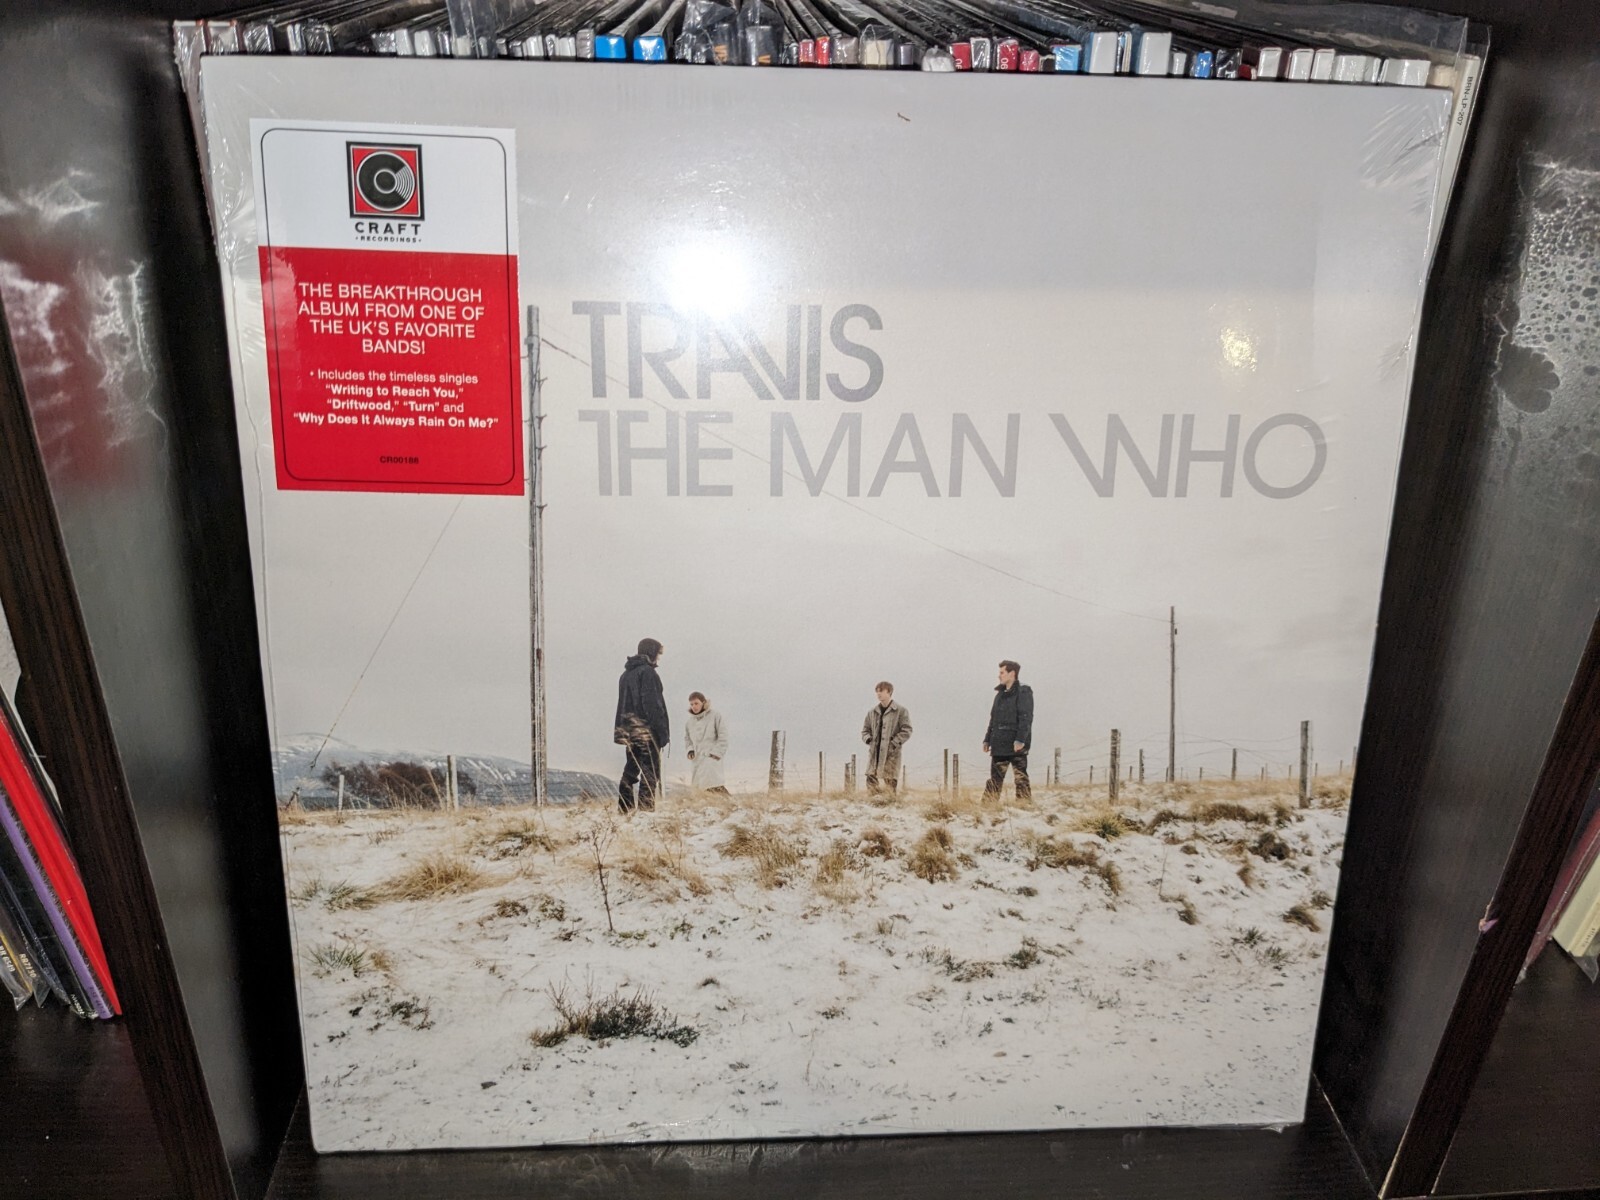 CRAFT
RECORDINGS
THE BREAKTHROUGH
ALBUM FROM ONE OF
THE UK'S FAVORITE
BANDS!
• Includes the timeless singles
"Writing to Reach You,"
"Driftwood," "Turn" and
"Why Does It Always Rain On Me?"
CR00186
TRAVIS
THE MAN WHO